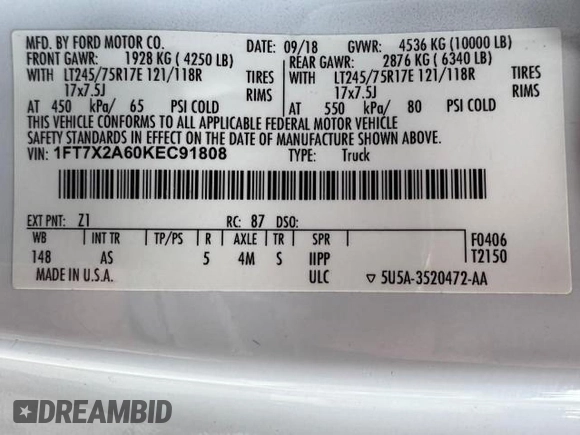 MFD. BY FORD MOTOR CO. DATE: 09/18 GVWR: 4536 KG (10000 LB)
FRONT GAWR: 1928 KG (4250 LB) REAR GAWR: 2876 KG (6340 LB)
WITH LT245/75R17E 121/118R TIRES WITH LT245/75R17E 121/118R TIRES
17x7.5J RIMS 17x7.5J RIMS
AT 450 kPa/ 65 PSI COLD AT 550 kPa/ 80 PSI COLD
THIS VEHICLE CONFORMS TO ALL APPLICABLE FEDERAL MOTOR VEHICLE
SAFETY STANDARDS IN EFFECT ON THE DATE OF MANUFACTURE SHOWN ABOVE.
VIN: 1FT7X2A60KEC91808 TYPE: Truck
EXT PNT: Z1 RC: 87 DSO:
WB INT TR TP/PS R AXLE TR SPR F0406
148 AS 5 4M S IIPP T2150
MADE IN U.S.A. ULC ▽ 5U5A-3520472-AA
DREAMBID